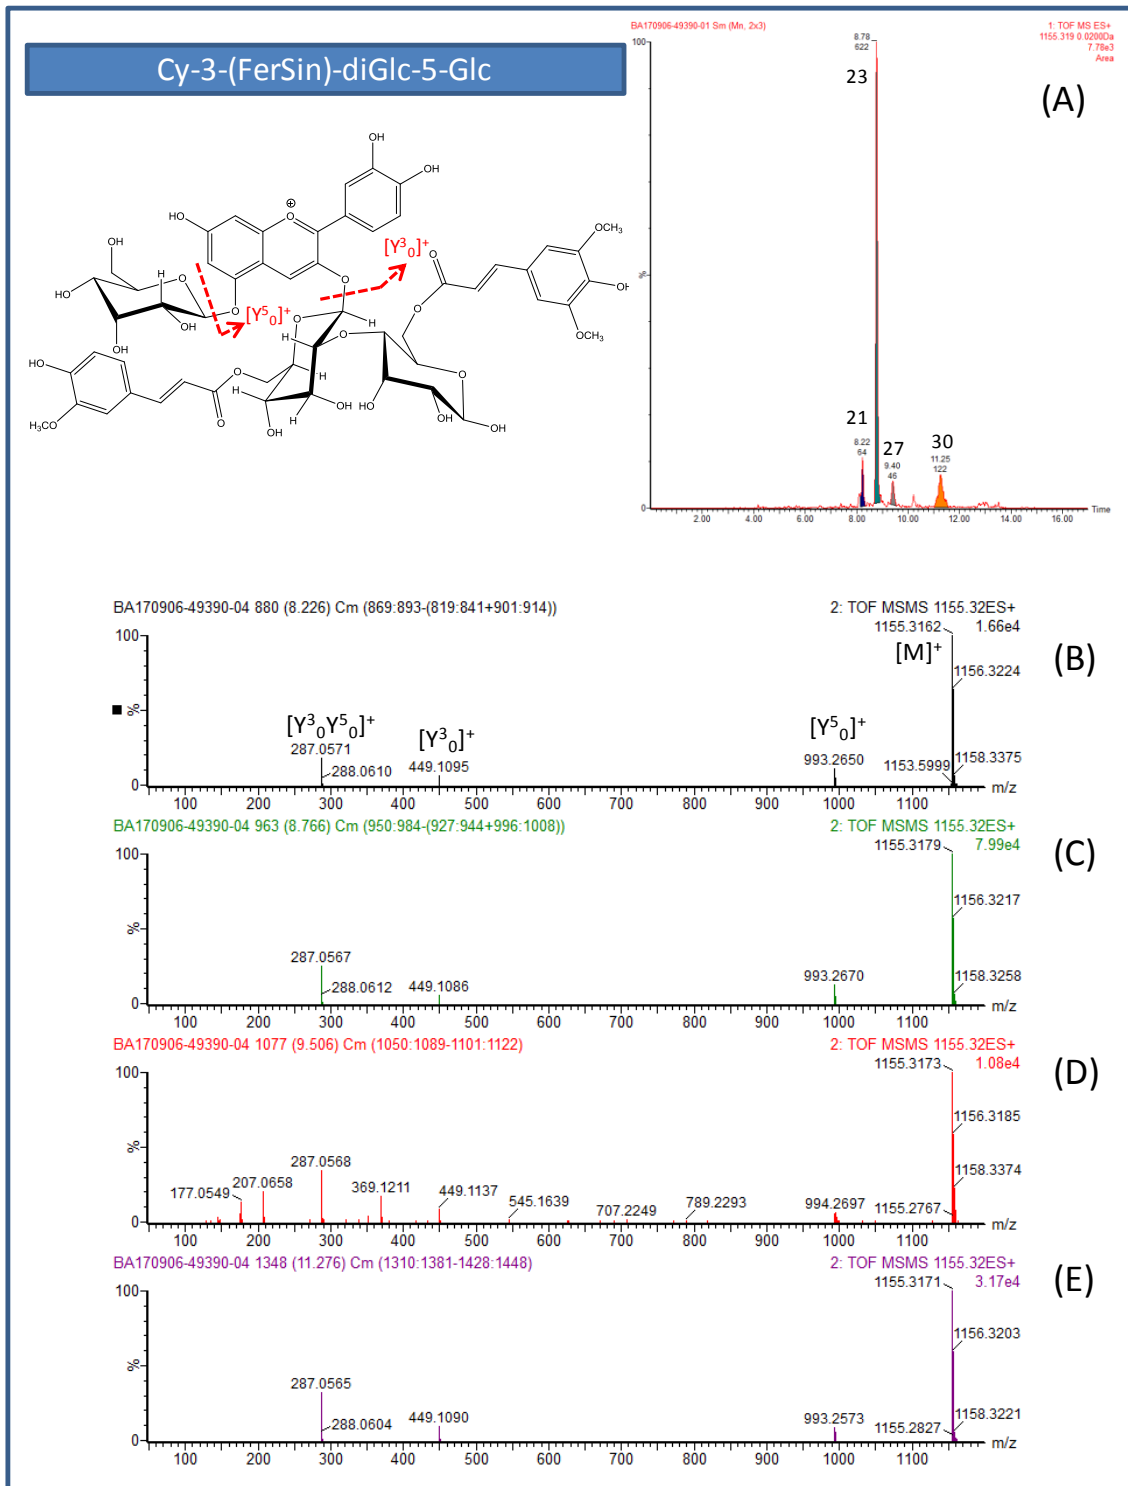 Cy-3-(FerSin)-diGlc-5-Glc
BA170906-49390-01 Sm (Mn, 2x3)
1: TOF MS ES+
1155.319 0.0200Da
7.78e3
Area
(A)
100
%
0
8.78
622
23
21
8.22
64
27
9.40
46
30
11.25
122
2.00 4.00 6.00 8.00 10.00 12.00 14.00 16.00
Time
OH
OH
HO
O
⊕
[Y³₀]⁺
OH
OH
HO
H
O
OH
OH
[Y⁵₀]⁺
O
O
H
H
O
O
OCH₃
OH
OCH₃
O
HO
H₃CO
O
O
H
H
OH
OH
H
HO
O
OH
OH
BA170906-49390-04 880 (8.226) Cm (869:893-(819:841+901:914))
2: TOF MSMS 1155.32ES+
1.66e4
(B)
100
%
0
[Y³₀Y⁵₀]⁺
287.0571
288.0610
[Y³₀]⁺
449.1095
[Y⁵₀]⁺
993.2650
[M]⁺
1155.3162
1156.3224
1153.5999
1158.3375
100 200 300 400 500 600 700 800 900 1000 1100
m/z
BA170906-49390-04 963 (8.766) Cm (950:984-(927:944+996:1008))
2: TOF MSMS 1155.32ES+
7.99e4
(C)
100
%
0
287.0567
288.0612
449.1086
993.2670
1155.3179
1156.3217
1158.3258
100 200 300 400 500 600 700 800 900 1000 1100
m/z
BA170906-49390-04 1077 (9.506) Cm (1050:1089-1101:1122)
2: TOF MSMS 1155.32ES+
1.08e4
(D)
100
%
0
177.0549
207.0658
287.0568
369.1211
449.1137
545.1639
707.2249
789.2293
994.2697
1155.3173
1156.3185
1158.3374
1155.2767
100 200 300 400 500 600 700 800 900 1000 1100
m/z
BA170906-49390-04 1348 (11.276) Cm (1310:1381-1428:1448)
2: TOF MSMS 1155.32ES+
3.17e4
(E)
100
%
0
287.0565
288.0604
449.1090
993.2573
1155.3171
1156.3203
1155.2827
1158.3221
100 200 300 400 500 600 700 800 900 1000 1100
m/z